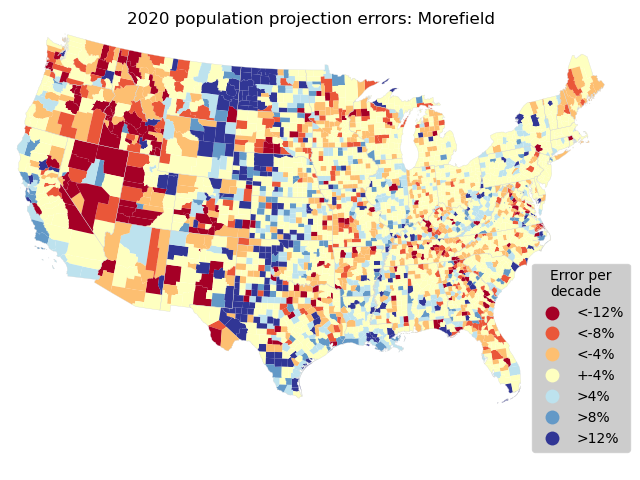 2020 population projection errors: Morefield
Error per
decade
<-12%
<-8%
<-4%
+-4%
>4%
>8%
>12%